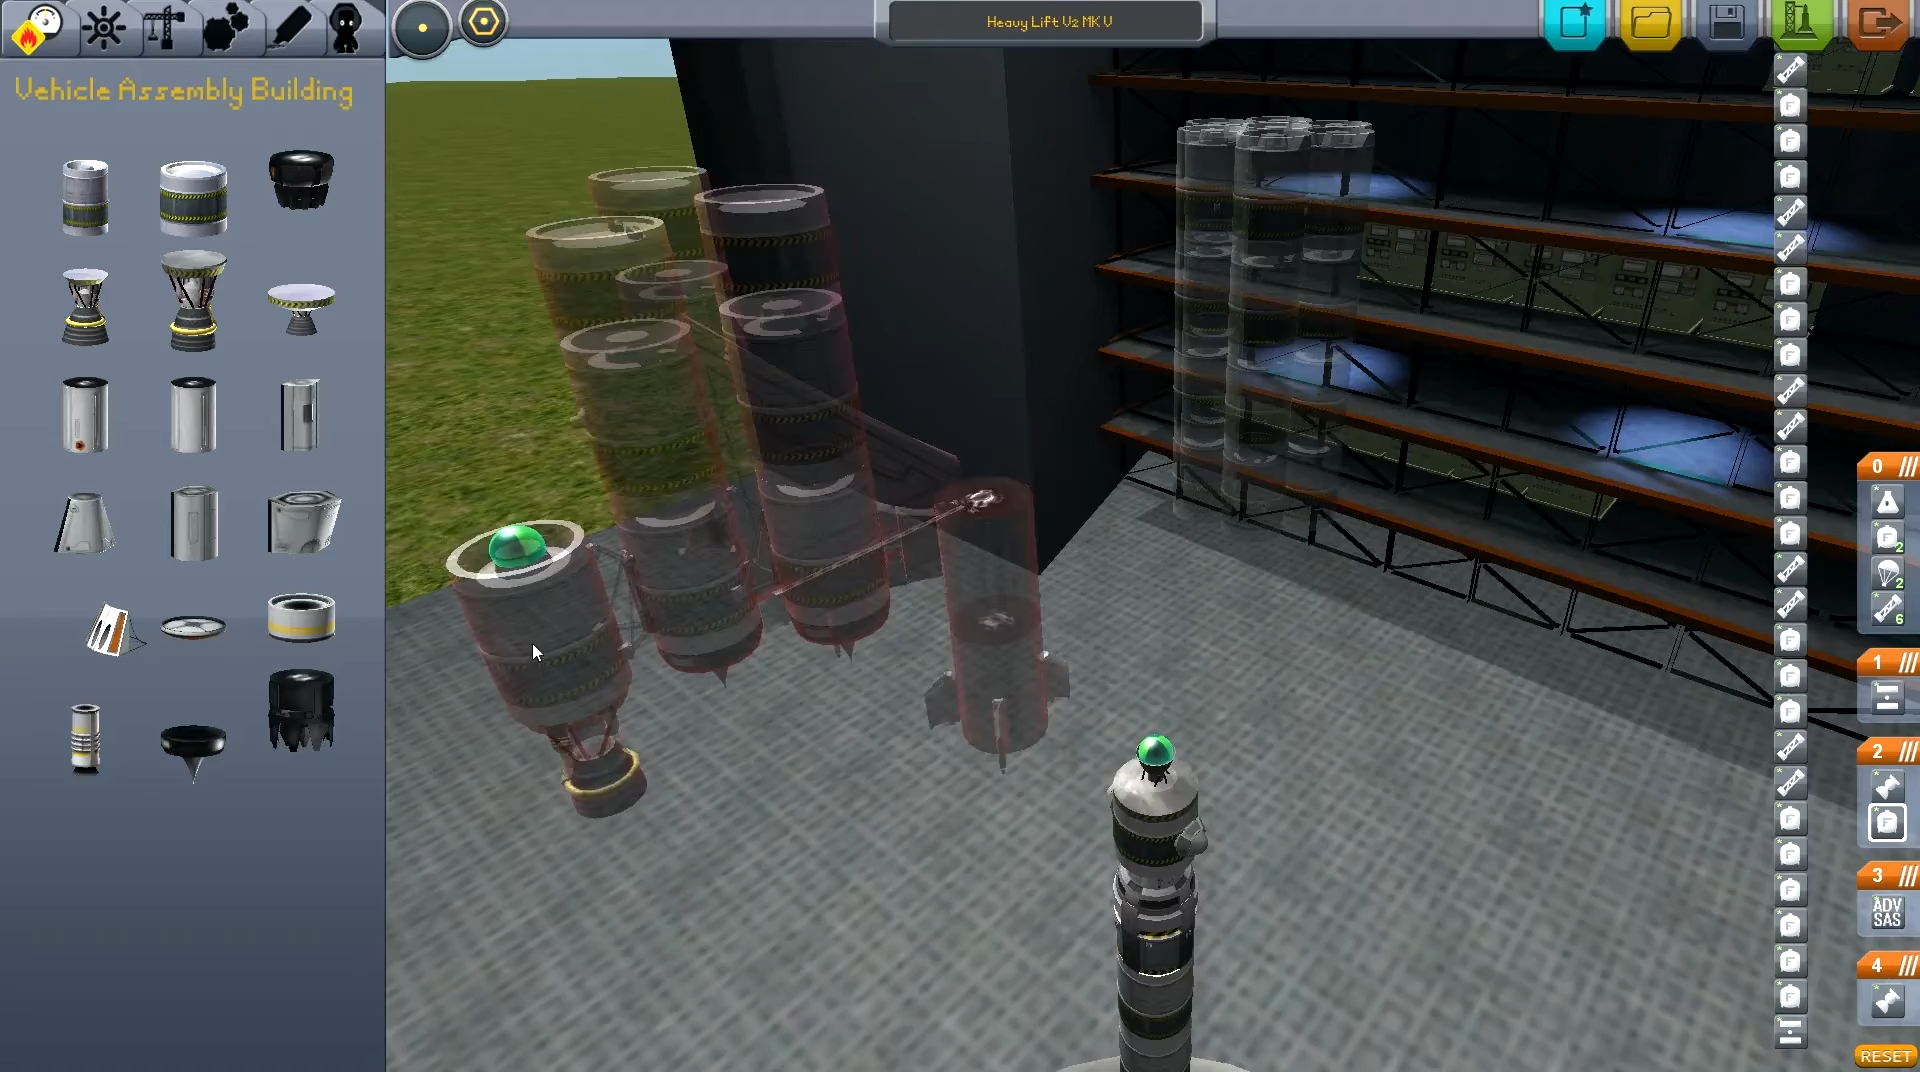 Heavy Lift V2 MK V
Vehicle Assembly Building
0
2
2
6
1
2
3
ADV
SAS
4
RESET